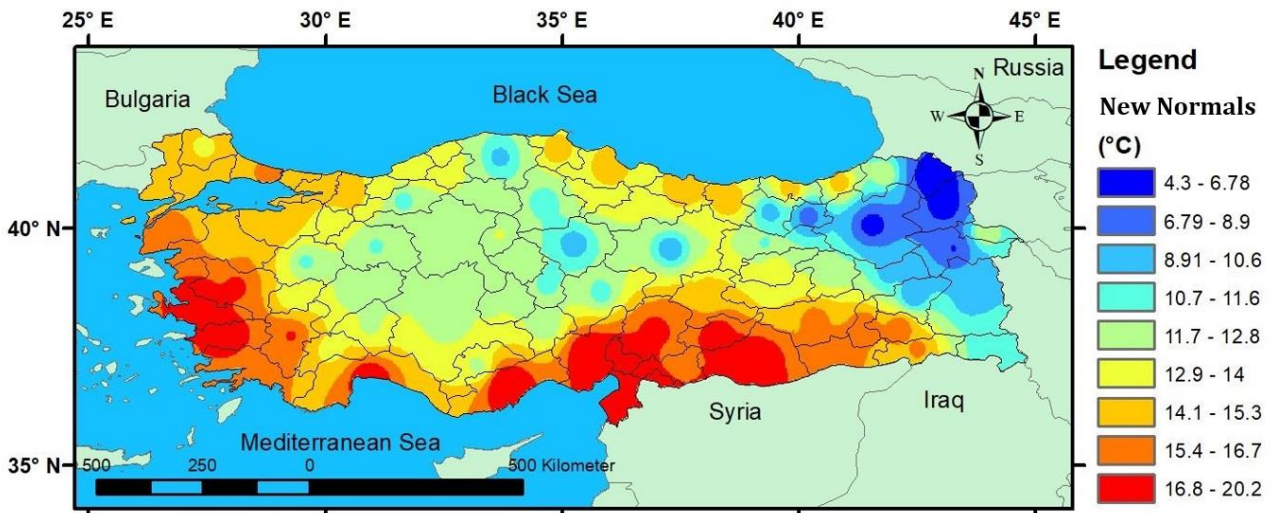 25° E 30° E 35° E 40° E 45° E
Bulgaria
Black Sea
Russia
N
W E
S
40° N
Syria
Iraq
Mediterranean Sea
35° N
500 250 0 500 Kilometer
Legend
New Normals
(°C)
4.3 - 6.78
6.79 - 8.9
8.91 - 10.6
10.7 - 11.6
11.7 - 12.8
12.9 - 14
14.1 - 15.3
15.4 - 16.7
16.8 - 20.2